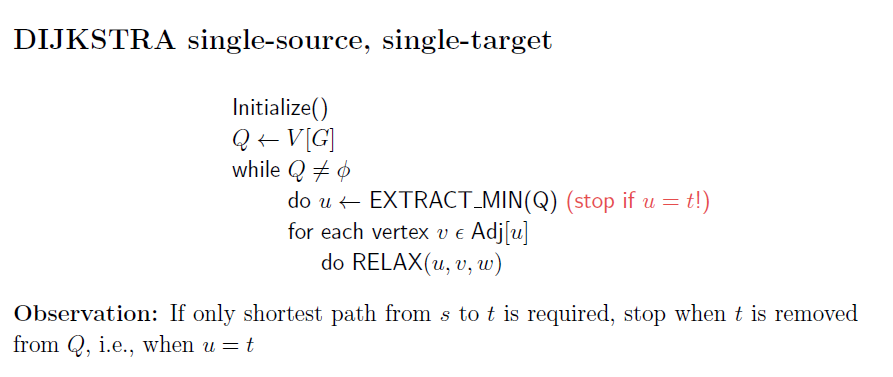 DIJKSTRA single-source, single-target
Initialize()
Q ← V[G]
while Q ≠ ϕ
do u ← EXTRACT_MIN(Q) (stop if u = t!)
for each vertex v ϵ Adj[u]
do RELAX(u, v, w)
Observation: If only shortest path from s to t is required, stop when t is removed
from Q, i.e., when u = t